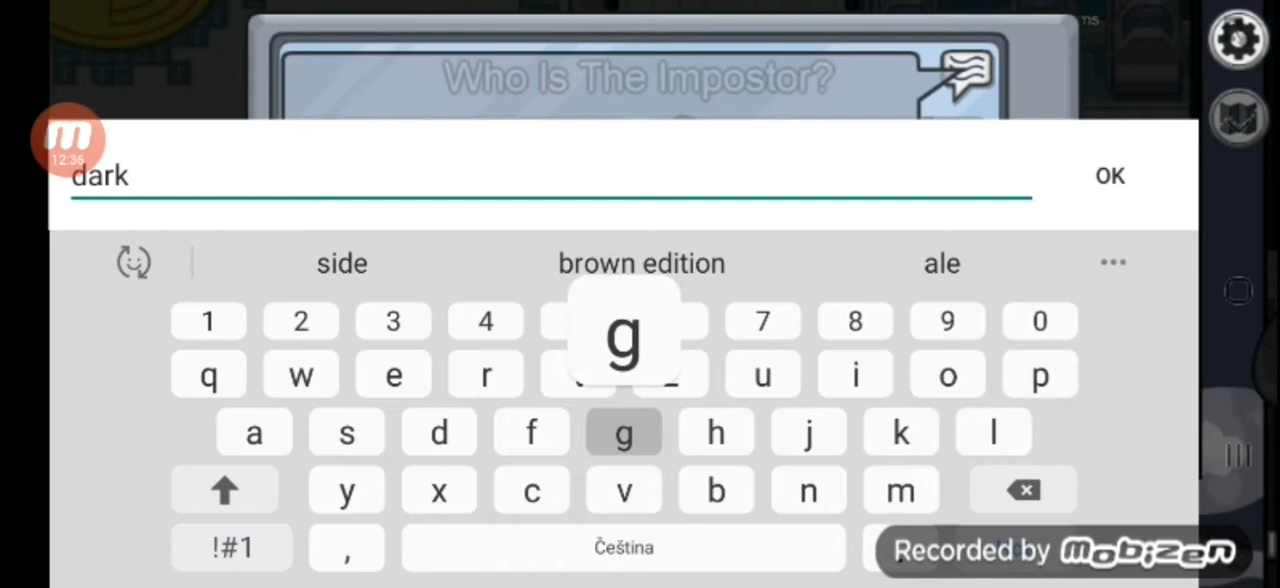 Who Is The Impostor?
12:35
dark
OK
side brown edition ale
1 2 3 4 7 8 9 0
g
q w e r u i o p
a s d f g h j k l
y x c v b n m
!#1 , Čeština
Recorded by mobizen